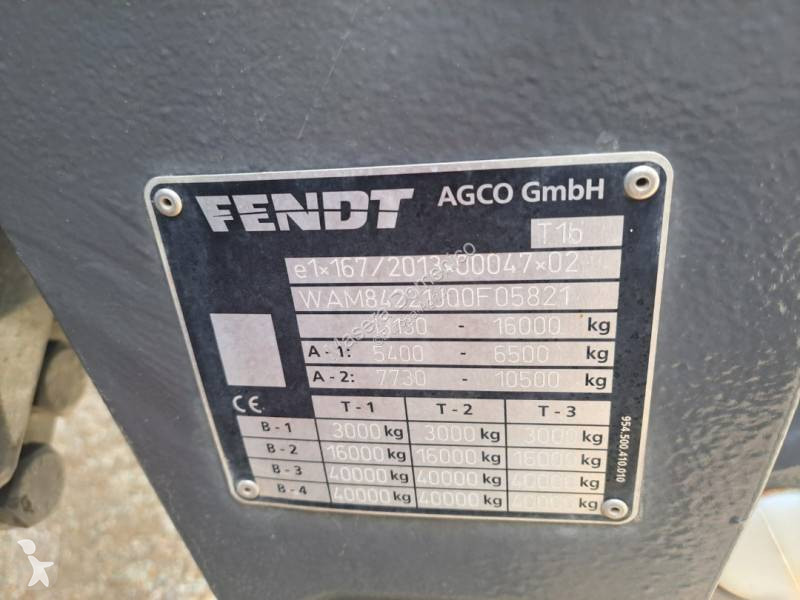 FENDT AGCO GmbH
T1b
e1*167/2013*00047*02
- 16000 kg
A - 1: 5400 - 6500 kg
A - 2: 7730 - 10500 kg
CE T - 1 T - 2 T - 3
B - 1 3000 kg 3000 kg 3000 kg
B - 2 16000 kg 16000 kg 16000 kg
B - 3 40000 kg 40000 kg 40000 kg
B - 4 40000 kg 40000 kg 40000 kg
954.500.410.010